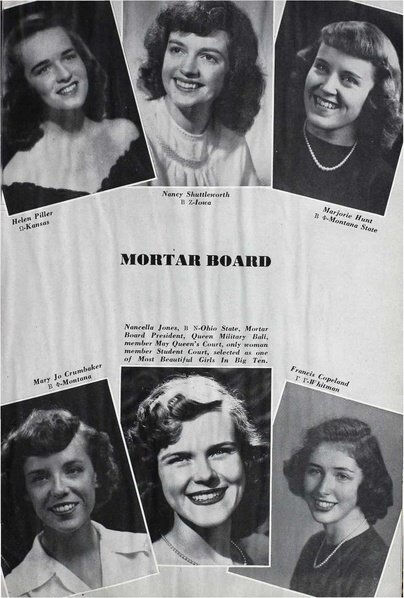 Helen Piller
Ω-Kansas
Nancy Shuttleworth
B Z-Iowa
Marjorie Hunt
B Φ-Montana State
MORTAR BOARD
Nancella Jones, B N-Ohio State, Mortar
Board President, Queen Military Ball,
member May Queen's Court, only woman
member Student Court, selected as one
of Most Beautiful Girls In Big Ten.
Mary Jo Crumbaker
B Φ-Montana
Francis Copeland
Γ Γ-Whitman